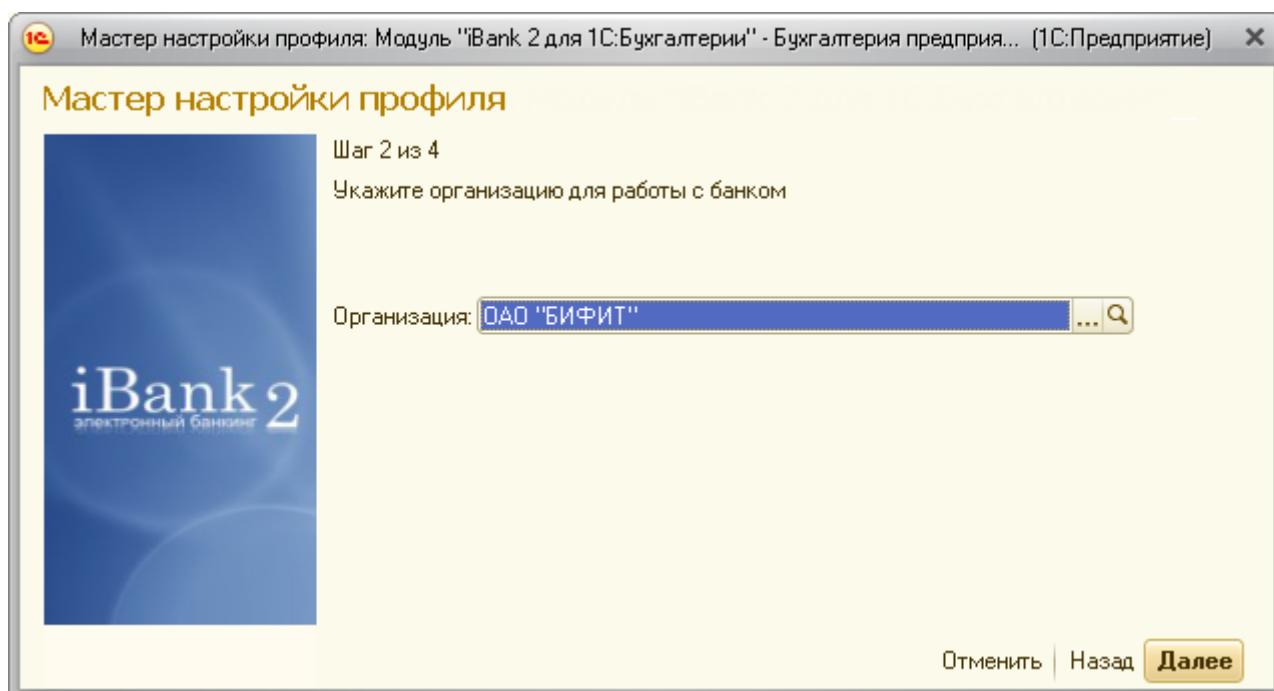 1С Мастер настройки профиля: Модуль "iBank 2 для 1С:Бухгалтерии" - Бухгалтерия предприя... (1С:Предприятие)
Мастер настройки профиля
Шаг 2 из 4
Укажите организацию для работы с банком
Организация: ОАО "БИФИТ" ...
iBank 2
электронный банкинг
Отменить Назад Далее